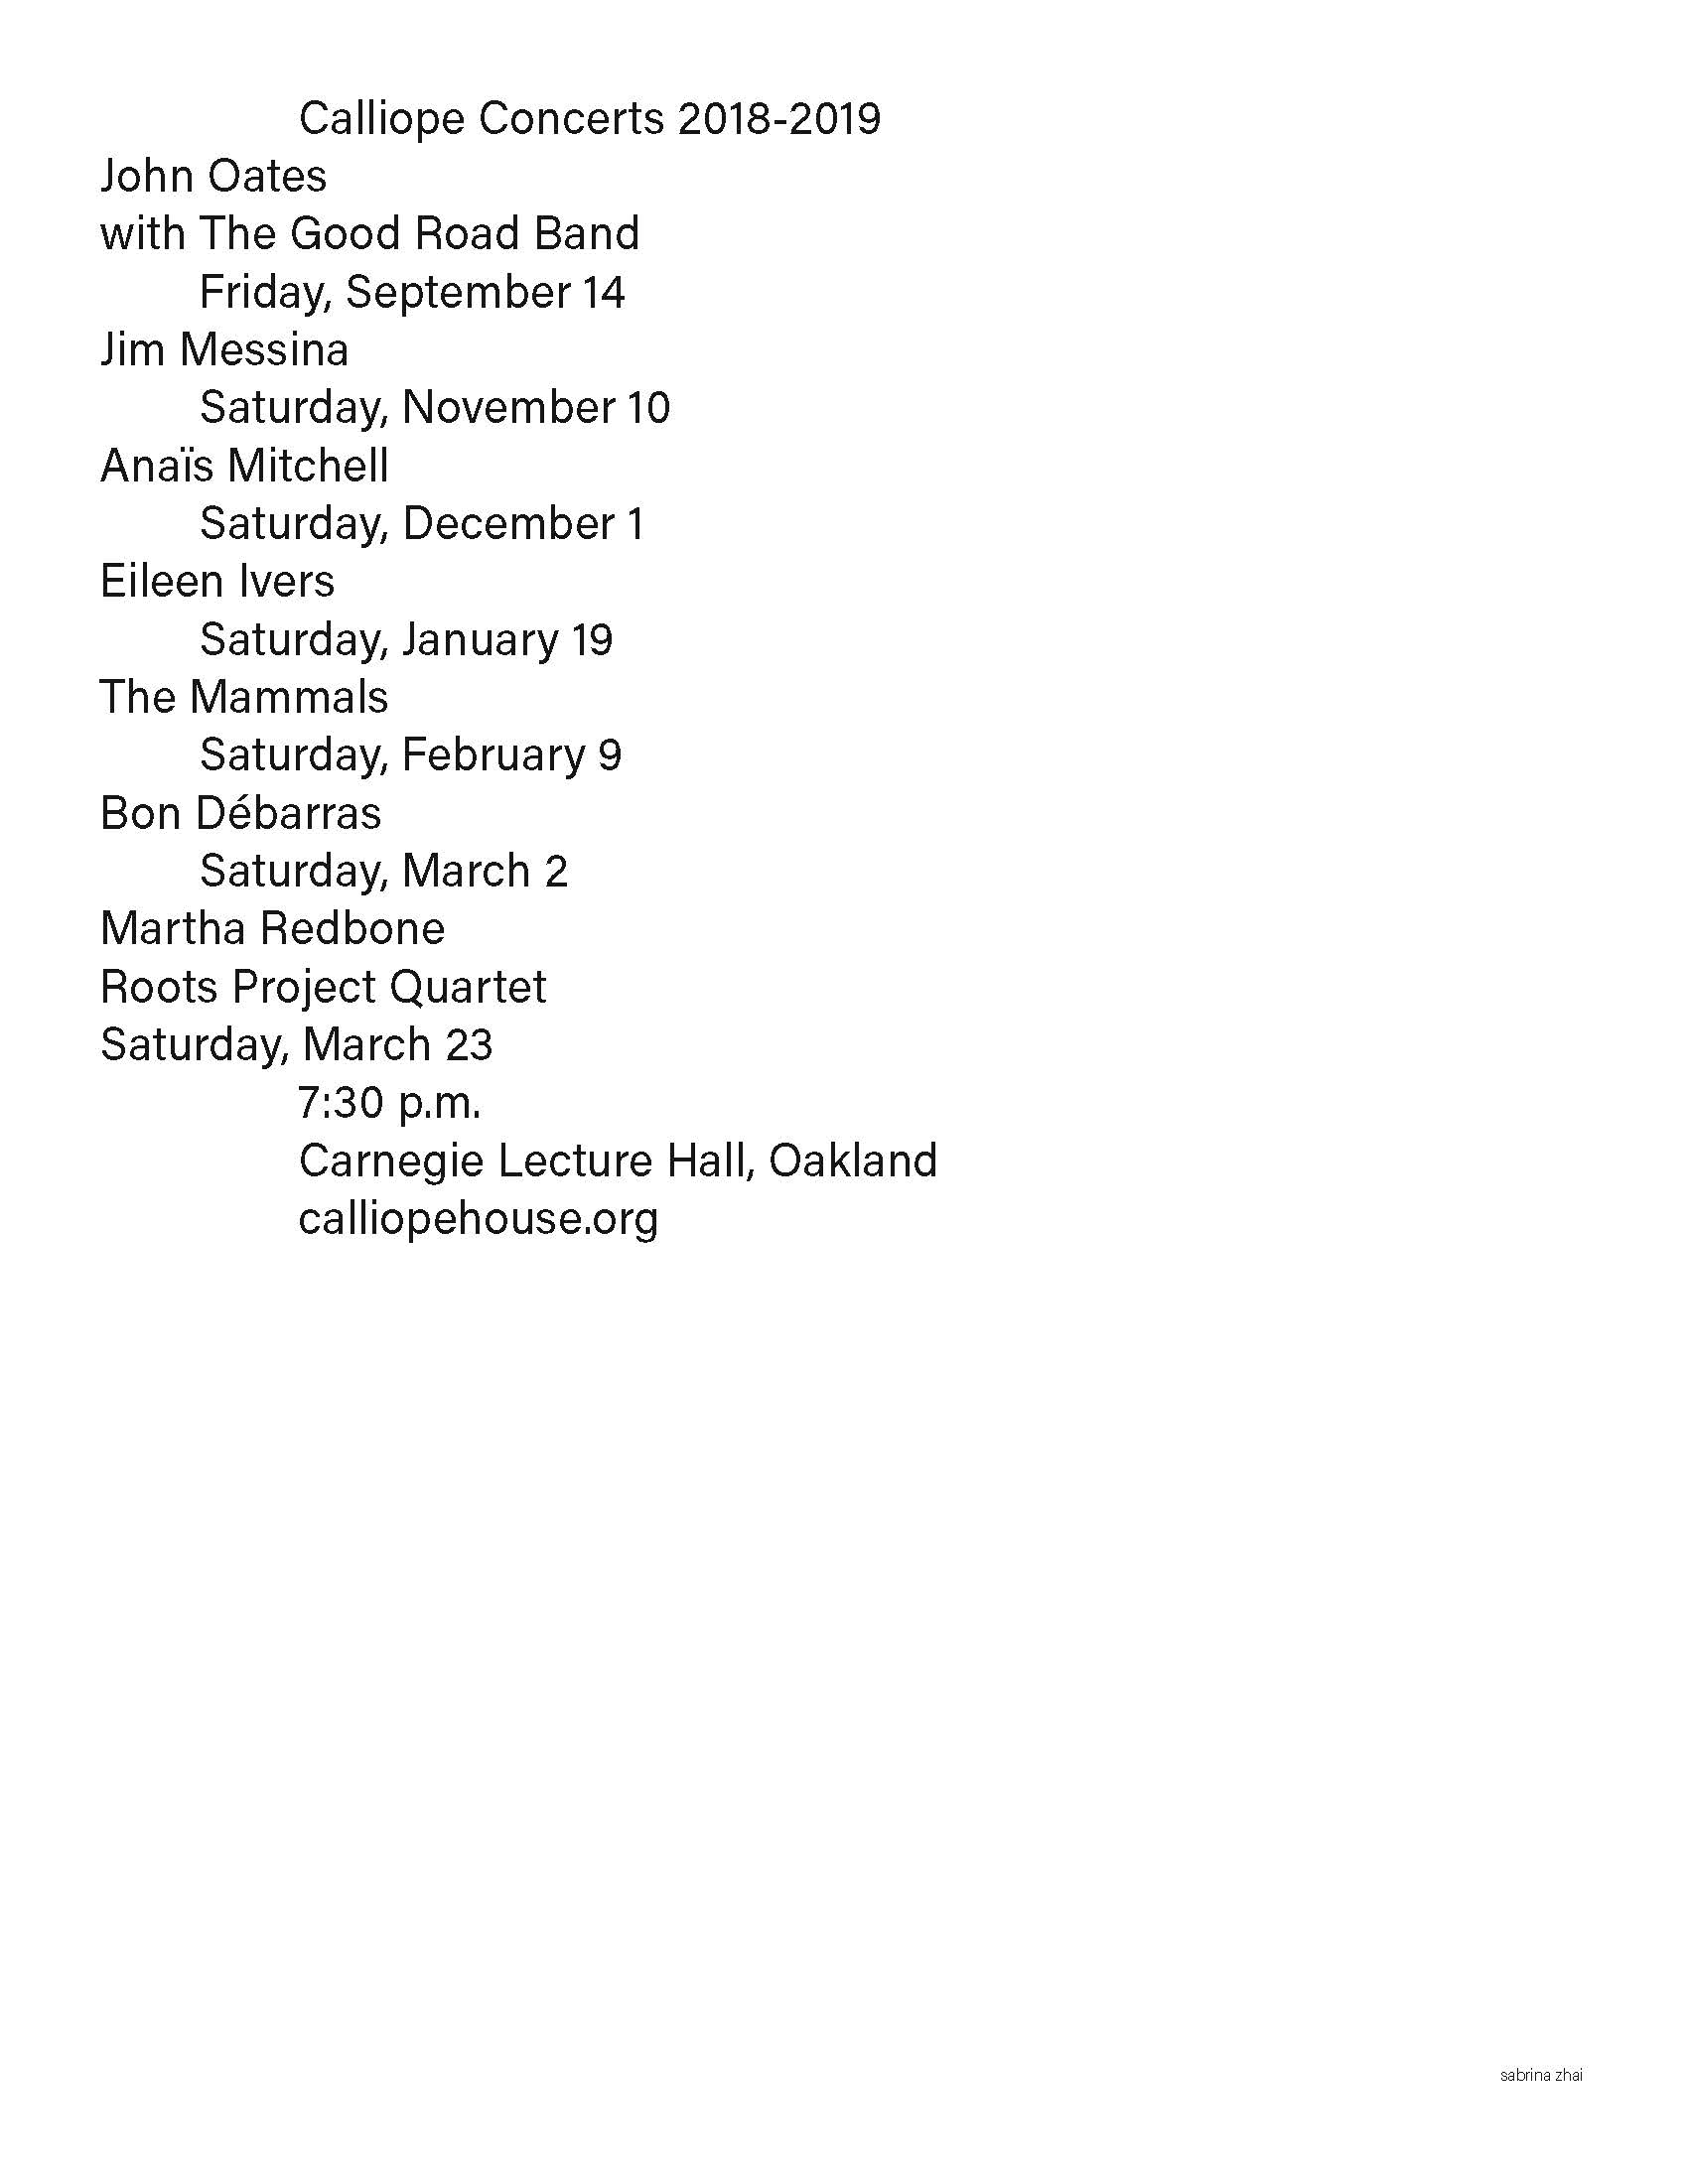 Calliope Concerts 2018-2019
John Oates
with The Good Road Band
Friday, September 14
Jim Messina
Saturday, November 10
Anaïs Mitchell
Saturday, December 1
Eileen Ivers
Saturday, January 19
The Mammals
Saturday, February 9
Bon Débarras
Saturday, March 2
Martha Redbone
Roots Project Quartet
Saturday, March 23
7:30 p.m.
Carnegie Lecture Hall, Oakland
calliopehouse.org
sabrina zhai